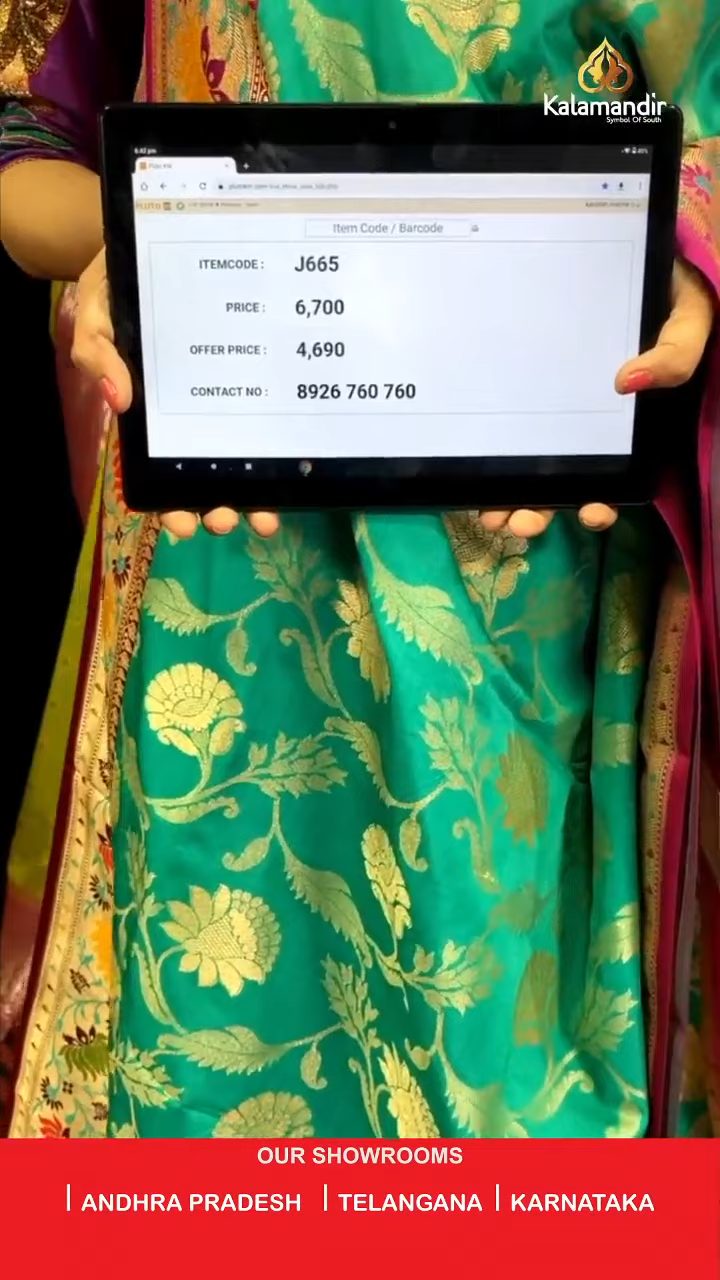 Kalamandir
Symbol Of South
Item Code / Barcode
ITEMCODE : J665
PRICE : 6,700
OFFER PRICE : 4,690
CONTACT NO : 8926 760 760
OUR SHOWROOMS
| ANDHRA PRADESH | TELANGANA | KARNATAKA